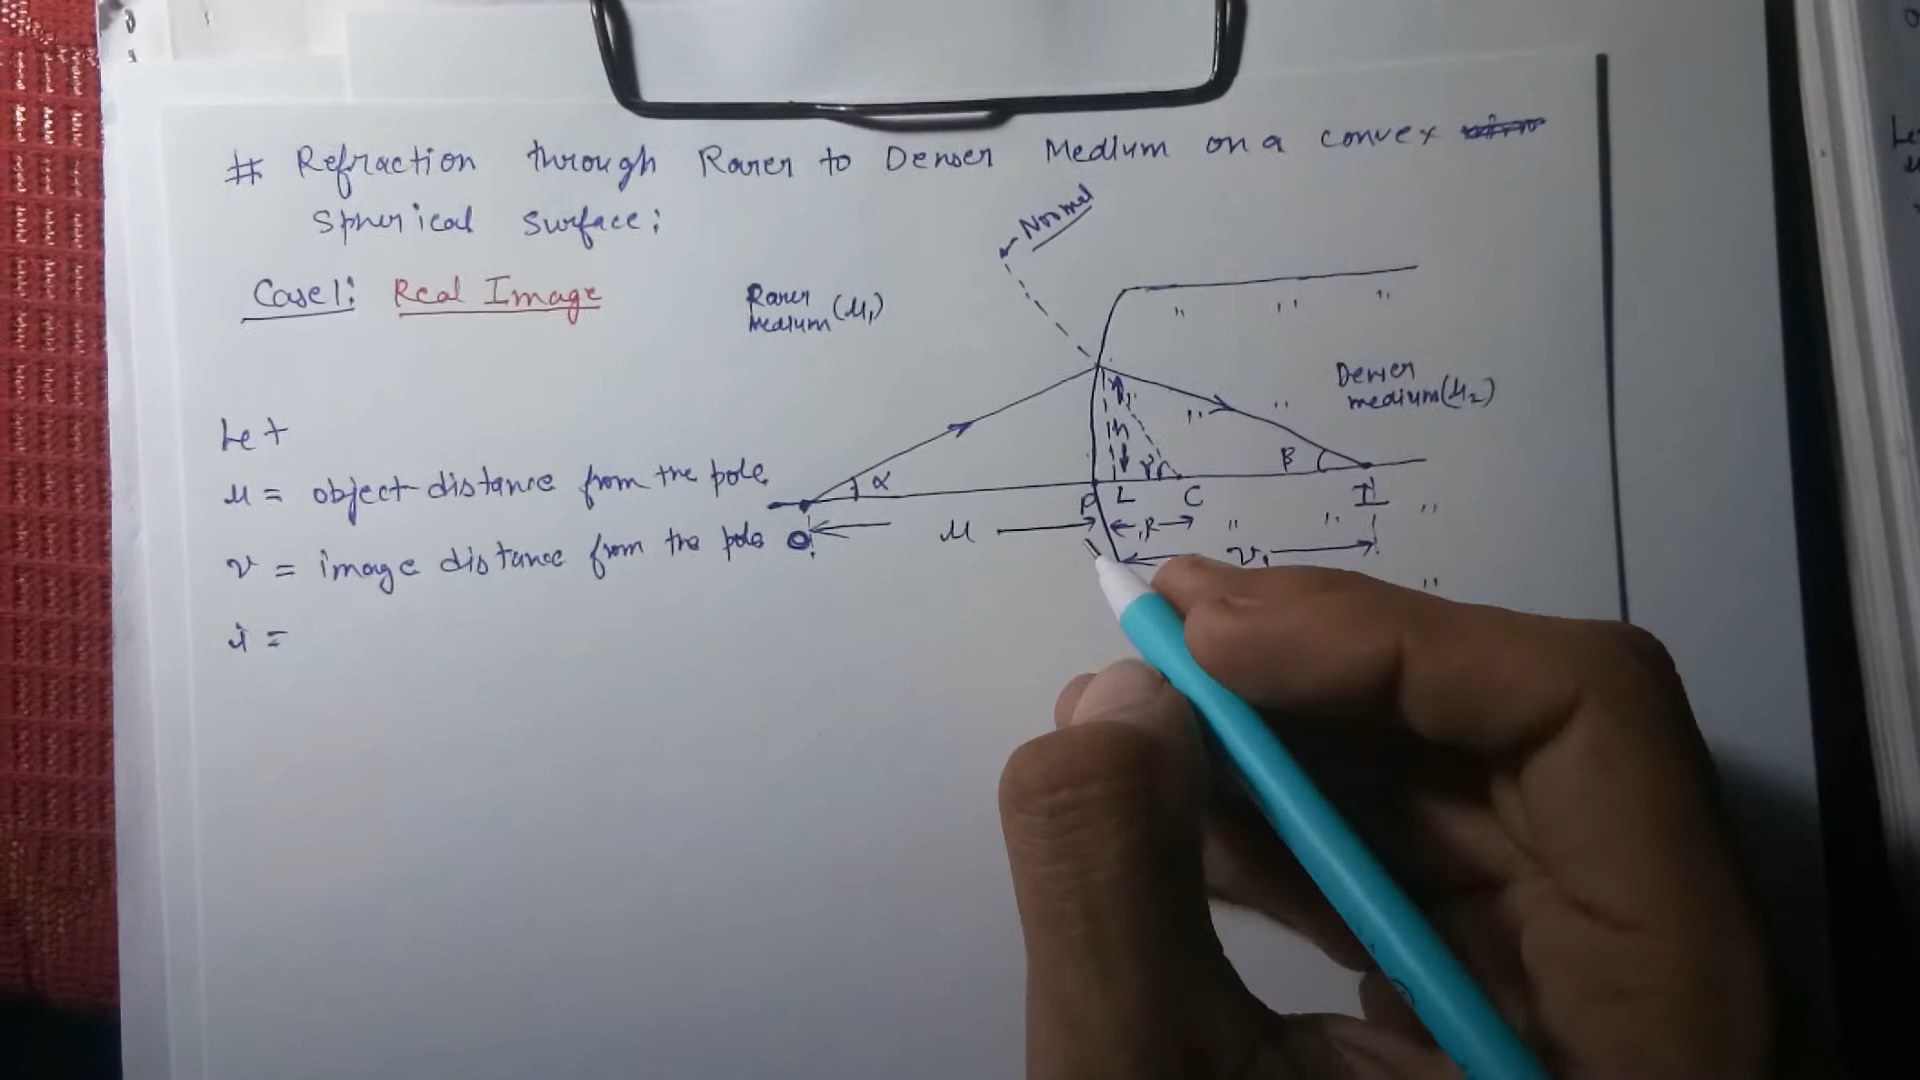 # Refraction through Rarer to Denser Medium on a convex
Spherical Surface:
Normal
Case 1: Real Image
Rarer
medium (μ₁)
Denser
medium (μ₂)
Let
u = object distance from the pole
v = image distance from the pole
i =
α
h
γ
β
P L C I
O
u
R
v